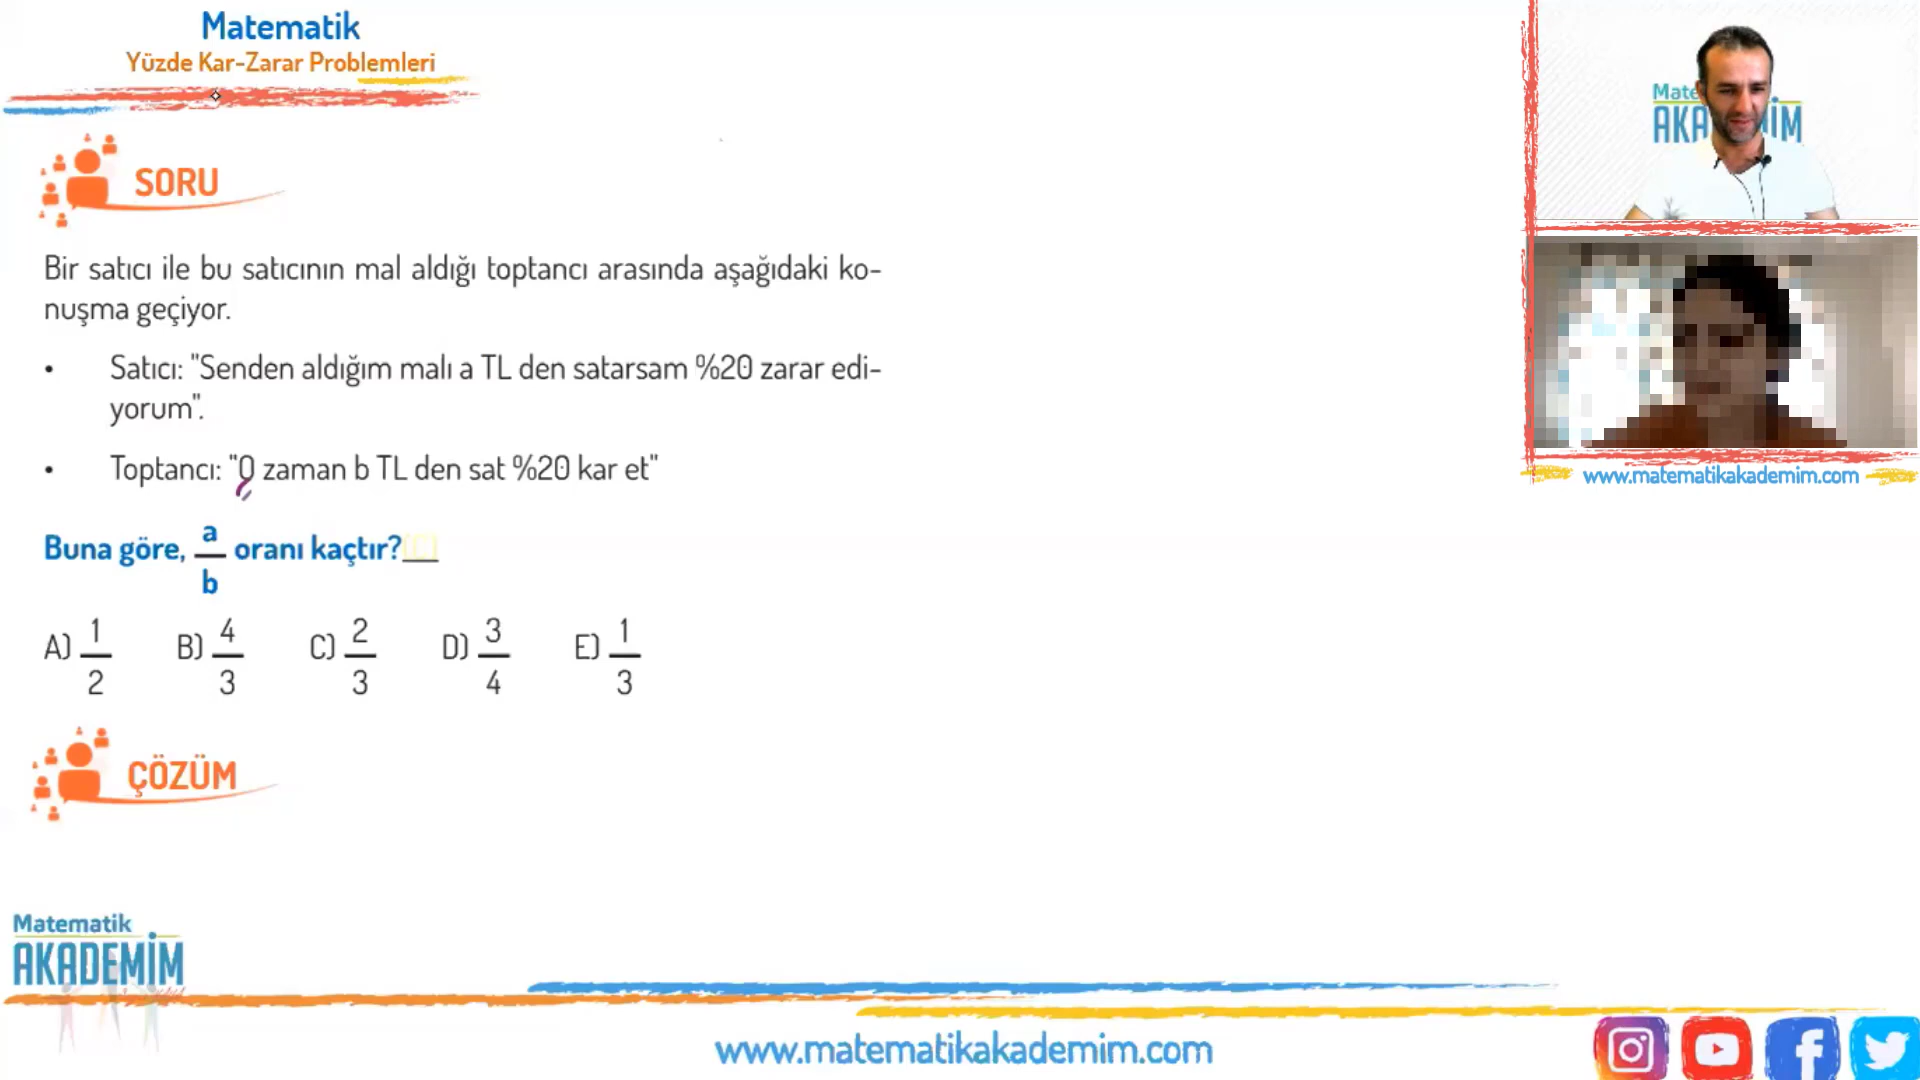 Matematik
Yüzde Kar-Zarar Problemleri
SORU
Bir satıcı ile bu satıcının mal aldığı toptancı arasında aşağıdaki ko-
nuşma geçiyor.
• Satıcı: "Senden aldığım malı a TL den satarsam %20 zarar edi-
yorum".
• Toptancı: "O zaman b TL den sat %20 kar et"
Buna göre, a/b oranı kaçtır? (C)
A) 1/2 B) 4/3 C) 2/3 D) 3/4 E) 1/3
ÇÖZÜM
Matematik
AKADEMİM
www.matematikakademim.com
www.matematikakademim.com